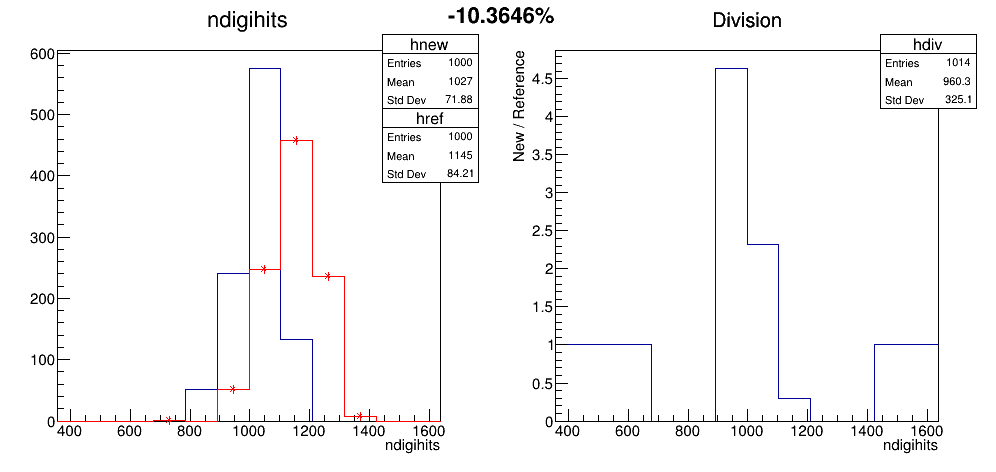 -10.3646%
ndigihits
hnew
Entries 1000
Mean 1027
Std Dev 71.88
href
Entries 1000
Mean 1145
Std Dev 84.21
600
500
400
300
200
100
0
400 600 800 1000 1200 1400 1600
ndigihits
Division
hdiv
Entries 1014
Mean 960.3
Std Dev 325.1
New / Reference
4.5
4
3.5
3
2.5
2
1.5
1
0.5
0
400 600 800 1000 1200 1400 1600
ndigihits